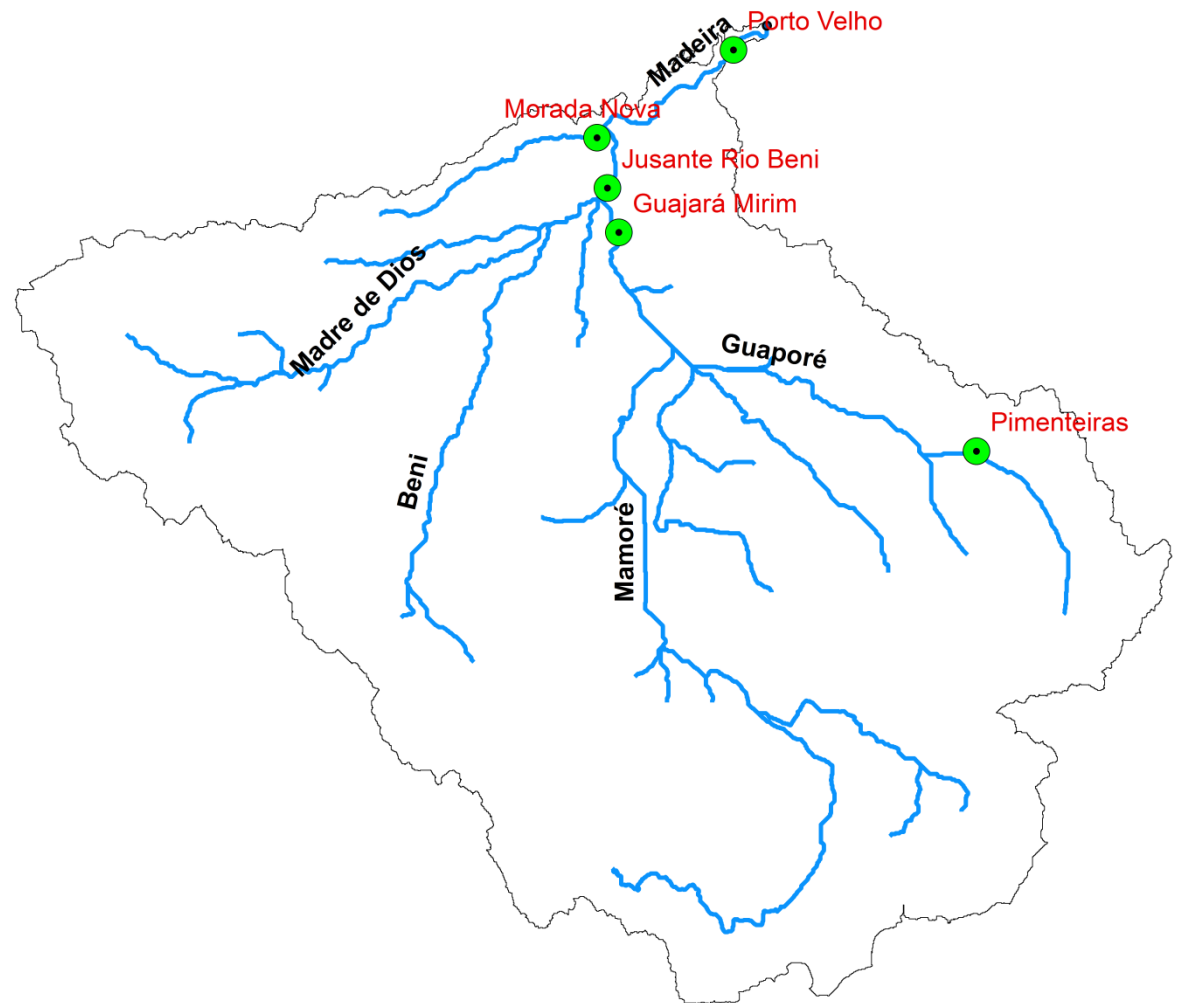 Porto Velho
Madeira
Morada Nova
Jusante Rio Beni
Guajará Mirim
Madre de Dios
Guaporé
Pimenteiras
Beni
Mamoré